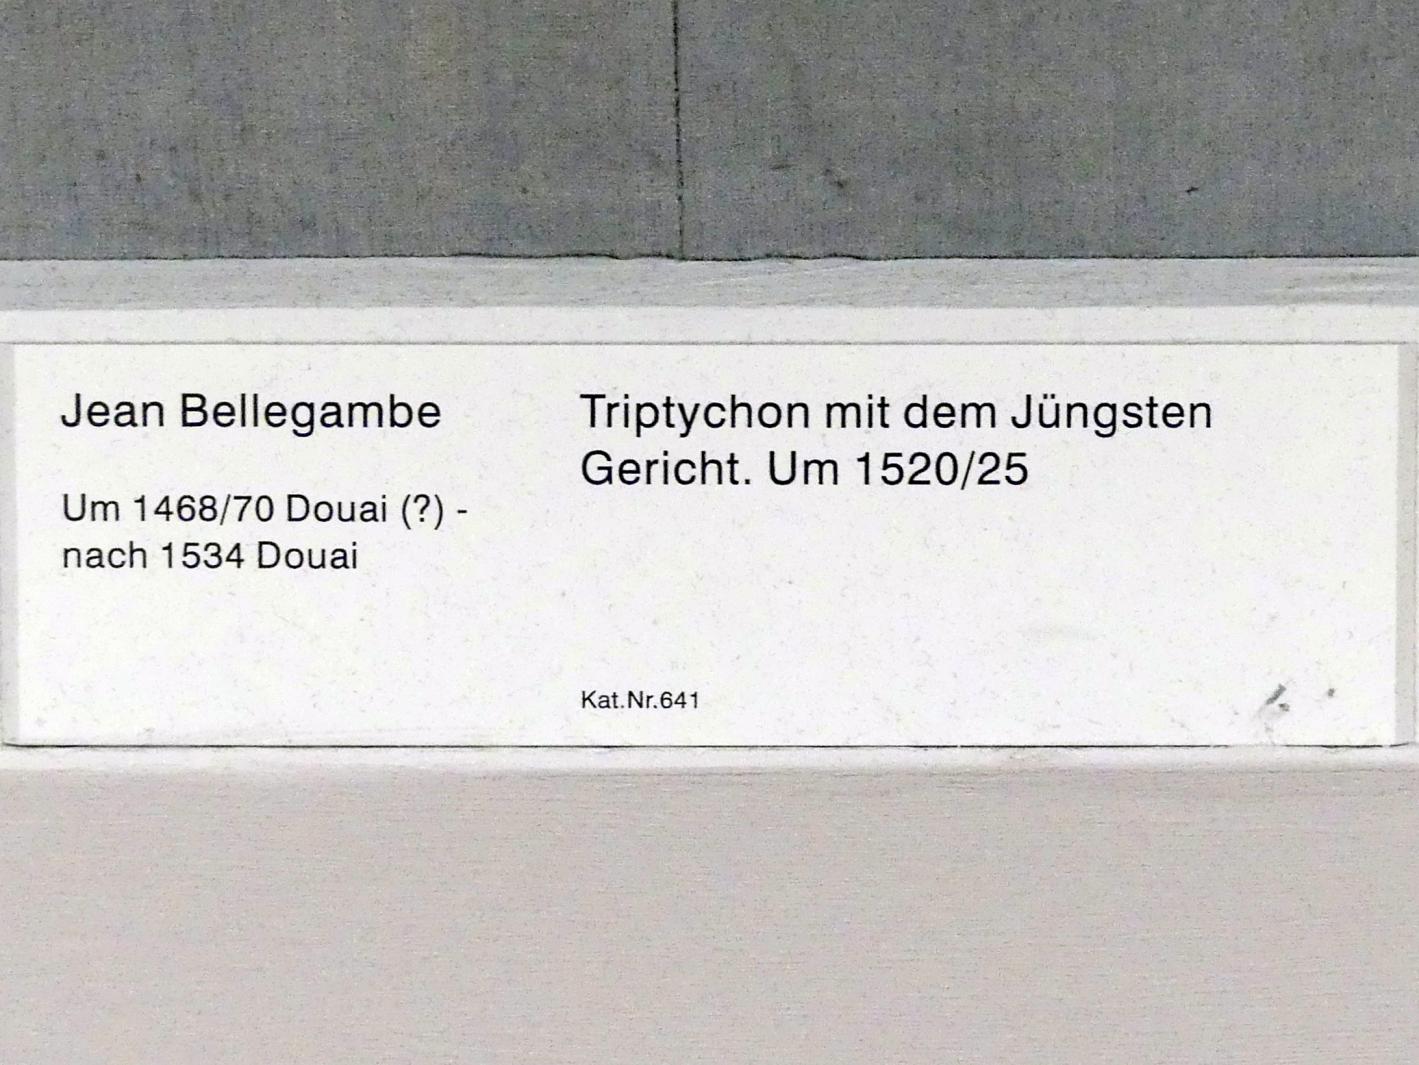 Jean Bellegambe
Um 1468/70 Douai (?) -
nach 1534 Douai
Triptychon mit dem Jüngsten
Gericht. Um 1520/25
Kat.Nr.641